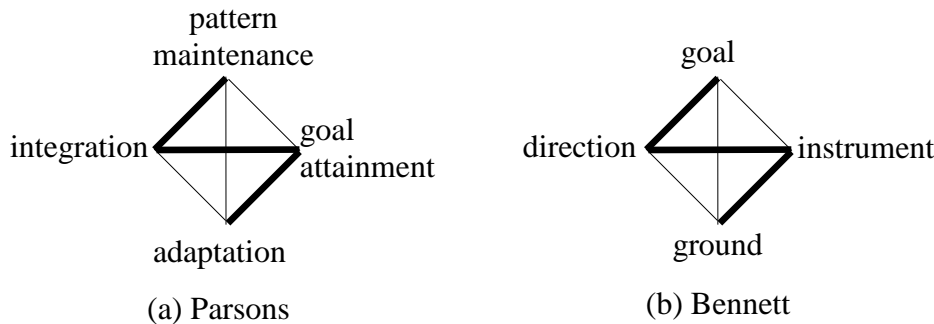 pattern
maintenance
integration
goal
attainment
adaptation
(a) Parsons
goal
direction
instrument
ground
(b) Bennett